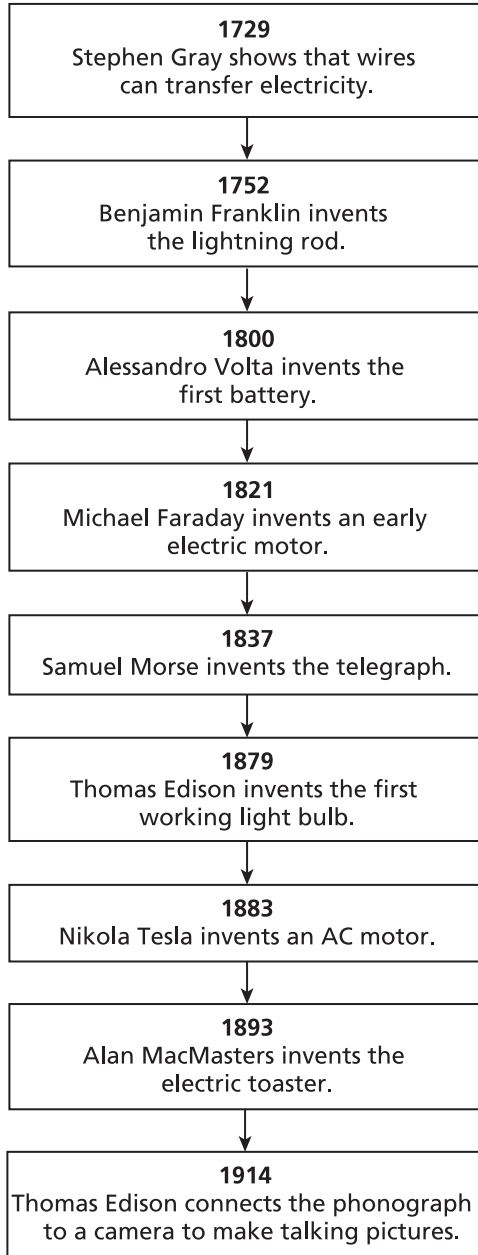 1729
Stephen Gray shows that wires
can transfer electricity.
1752
Benjamin Franklin invents
the lightning rod.
1800
Alessandro Volta invents the
first battery.
1821
Michael Faraday invents an early
electric motor.
1837
Samuel Morse invents the telegraph.
1879
Thomas Edison invents the first
working light bulb.
1883
Nikola Tesla invents an AC motor.
1893
Alan MacMasters invents the
electric toaster.
1914
Thomas Edison connects the phonograph
to a camera to make talking pictures.